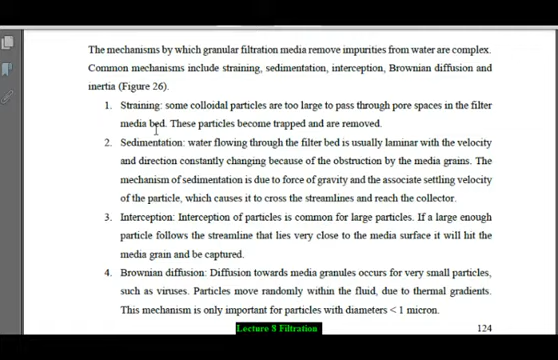 The mechanisms by which granular filtration media remove impurities from water are complex.
Common mechanisms include straining, sedimentation, interception, Brownian diffusion and
inertia (Figure 26).
1. Straining: some colloidal particles are too large to pass through pore spaces in the filter
media bed. These particles become trapped and are removed.
2. Sedimentation: water flowing through the filter bed is usually laminar with the velocity
and direction constantly changing because of the obstruction by the media grains. The
mechanism of sedimentation is due to force of gravity and the associate settling velocity
of the particle, which causes it to cross the streamlines and reach the collector.
3. Interception: Interception of particles is common for large particles. If a large enough
particle follows the streamline that lies very close to the media surface it will hit the
media grain and be captured.
4. Brownian diffusion: Diffusion towards media granules occurs for very small particles,
such as viruses. Particles move randomly within the fluid, due to thermal gradients.
This mechanism is only important for particles with diameters < 1 micron.
Lecture 8 Filtration 124